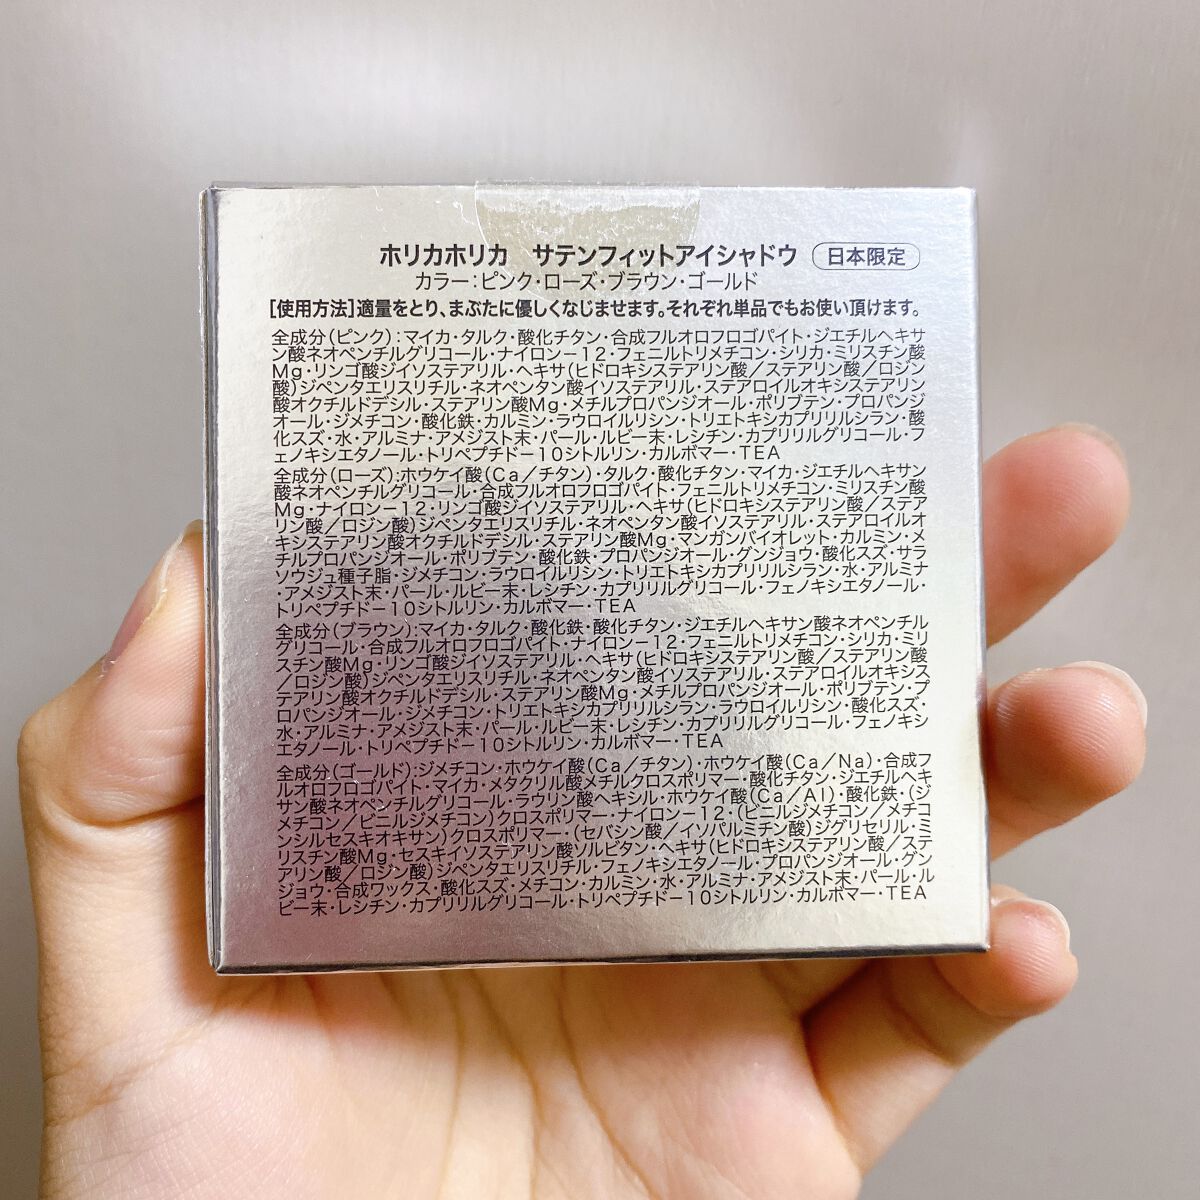 ホリカホリカ　サテンフィットアイシャドウ 日本限定
カラー：ピンク・ローズ・ブラウン・ゴールド
[使用方法]適量をとり、まぶたに優しくなじませます。それぞれ単品でもお使い頂けます。
全成分（ピンク）：マイカ・タルク・酸化チタン・合成フルオロフロゴパイト・ジエチルヘキサ
ン酸ネオペンチルグリコール・ナイロン－12・フェニルトリメチコン・シリカ・ミリスチン酸
Mg・リンゴ酸ジイソステアリル・ヘキサ（ヒドロキシステアリン酸／ステアリン酸／ロジン
酸）ジペンタエリスリチル・ネオペンタン酸イソステアリル・ステアロイルオキシステアリン
酸オクチルドデシル・ステアリン酸Mg・メチルプロパンジオール・ポリブテン・プロパンジ
オール・ジメチコン・酸化鉄・カルミン・ラウロイルリシン・トリエトキシカプリリルシラン・酸
化スズ・水・アルミナ・アメジスト末・パール・ルビー末・レシチン・カプリリルグリコール・フ
ェノキシエタノール・トリペプチド－10シトルリン・カルボマー・TEA
全成分（ローズ）：ホウケイ酸（Ca／チタン）・タルク・酸化チタン・マイカ・ジエチルヘキサン
酸ネオペンチルグリコール・合成フルオロフロゴパイト・フェニルトリメチコン・ミリスチン酸
Mg・ナイロン－12・リンゴ酸ジイソステアリル・ヘキサ（ヒドロキシステアリン酸／ステア
リン酸／ロジン酸）ジペンタエリスリチル・ネオペンタン酸イソステアリル・ステアロイルオ
キシステアリン酸オクチルドデシル・ステアリン酸Mg・マンガンバイオレット・カルミン・メ
チルプロパンジオール・ポリブテン・酸化鉄・プロパンジオール・グンジョウ・酸化スズ・サラ
ソウジュ種子脂・ジメチコン・ラウロイルリシン・トリエトキシカプリリルシラン・水・アルミナ
・アメジスト末・パール・ルビー末・レシチン・カプリリルグリコール・フェノキシエタノール・
トリペプチド－10シトルリン・カルボマー・TEA
全成分（ブラウン）：マイカ・タルク・酸化鉄・酸化チタン・ジエチルヘキサン酸ネオペンチル
グリコール・合成フルオロフロゴパイト・ナイロン－12・フェニルトリメチコン・シリカ・ミリ
スチン酸Mg・リンゴ酸ジイソステアリル・ヘキサ（ヒドロキシステアリン酸／ステアリン酸
／ロジン酸）ジペンタエリスリチル・ネオペンタン酸イソステアリル・ステアロイルオキシス
テアリン酸オクチルドデシル・ステアリン酸Mg・メチルプロパンジオール・ポリブテン・プ
ロパンジオール・ジメチコン・トリエトキシカプリリルシラン・ラウロイルリシン・酸化スズ・
水・アルミナ・アメジスト末・パール・ルビー末・レシチン・カプリリルグリコール・フェノキシ
エタノール・トリペプチド－10シトルリン・カルボマー・TEA
全成分（ゴールド）：ジメチコン・ホウケイ酸（Ca／チタン）・ホウケイ酸（Ca／Na）・合成フ
ルオロフロゴパイト・マイカ・メタクリル酸メチルクロスポリマー・酸化チタン・ジエチルヘキ
サン酸ネオペンチルグリコール・ラウリン酸ヘキシル・ホウケイ酸（Ca／Al）・酸化鉄・（ジ
メチコン／ビニルジメチコン）クロスポリマー・ナイロン－12・（ビニルジメチコン／メチコ
ンシルセスキオキサン）クロスポリマー・（セバシン酸／イソパルミチン酸）ジグリセリル・ミ
リスチン酸Mg・セスキイソステアリン酸ソルビタン・ヘキサ（ヒドロキシステアリン酸／ステ
アリン酸／ロジン酸）ジペンタエリスリチル・フェノキシエタノール・プロパンジオール・グン
ジョウ・合成ワックス・酸化スズ・メチコン・カルミン・水・アルミナ・アメジスト末・パール・ル
ビー末・レシチン・カプリリルグリコール・トリペプチド－10シトルリン・カルボマー・TEA